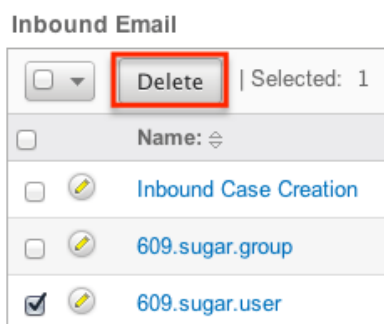 Inbound Email
Delete | Selected: 1
Name:
Inbound Case Creation
609.sugar.group
609.sugar.user